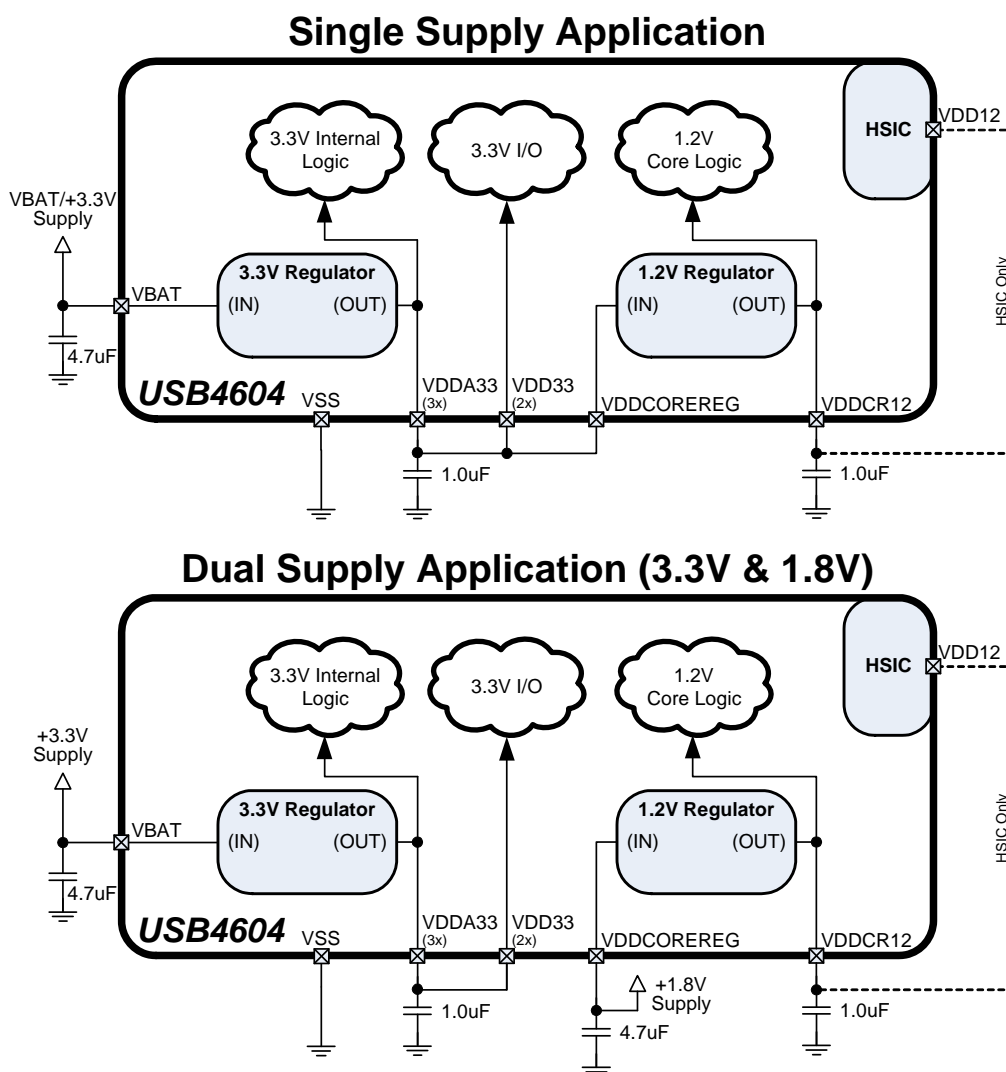 Single Supply Application
HSIC
VDD12
3.3V Internal
Logic
3.3V I/O
1.2V
Core Logic
VBAT/+3.3V
Supply
VBAT
3.3V Regulator
(IN)
(OUT)
1.2V Regulator
(IN)
(OUT)
HSIC Only
4.7uF
USB4604
VSS
VDDA33
(3x)
VDD33
(2x)
VDDCOREREG
VDDCR12
1.0uF
1.0uF
Dual Supply Application (3.3V & 1.8V)
HSIC
VDD12
3.3V Internal
Logic
3.3V I/O
1.2V
Core Logic
+3.3V
Supply
VBAT
3.3V Regulator
(IN)
(OUT)
1.2V Regulator
(IN)
(OUT)
HSIC Only
4.7uF
USB4604
VSS
VDDA33
(3x)
VDD33
(2x)
VDDCOREREG
VDDCR12
1.0uF
+1.8V
Supply
4.7uF
1.0uF